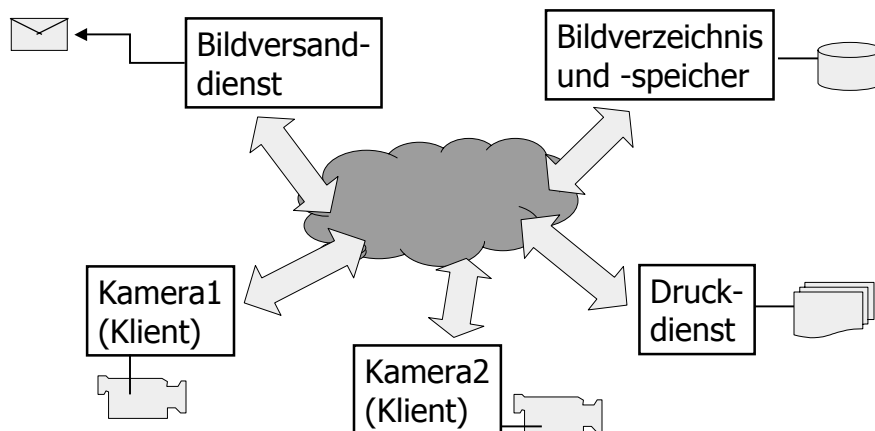 Bildversand-
dienst
Bildverzeichnis
und -speicher
Kamera1
(Klient)
Druck-
dienst
Kamera2
(Klient)